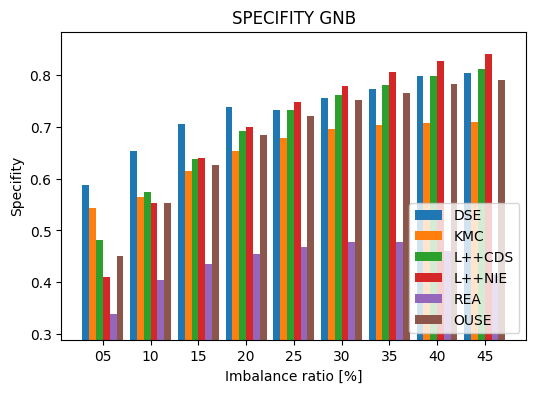 SPECIFITY GNB
Specifity
0.8
0.7
0.6
0.5
0.4
0.3
05 10 15 20 25 30 35 40 45
Imbalance ratio [%]
DSE
KMC
L++CDS
L++NIE
REA
OUSE